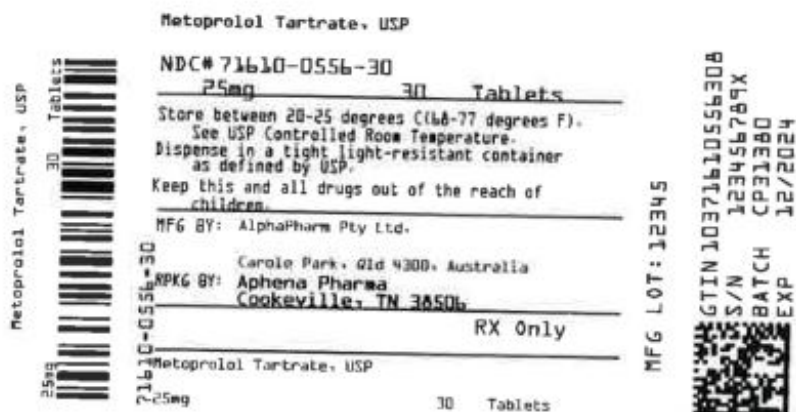 Metoprolol Tartrate, USP
NDC# 71610-0556-30
25mg 30 Tablets
Store between 20-25 degrees C(68-77 degrees F).
See USP Controlled Room Temperature.
Dispense in a tight light-resistant container
as defined by USP.
Keep this and all drugs out of the reach of
children.
MFG BY: AlphaPharm Pty Ltd.
Carole Park, Qld 4300, Australia
RPKG BY: Aphena Pharma
Cookeville, TN 38506
RX Only
Metoprolol Tartrate, USP
25mg 30 Tablets
Metoprolol Tartrate, USP
25mg 30 Tablets
71610-0556-30
MFG LOT: 12345
GTIN 10371610556308
S/N 123456789X
BATCH CP31380
EXP 12/2024